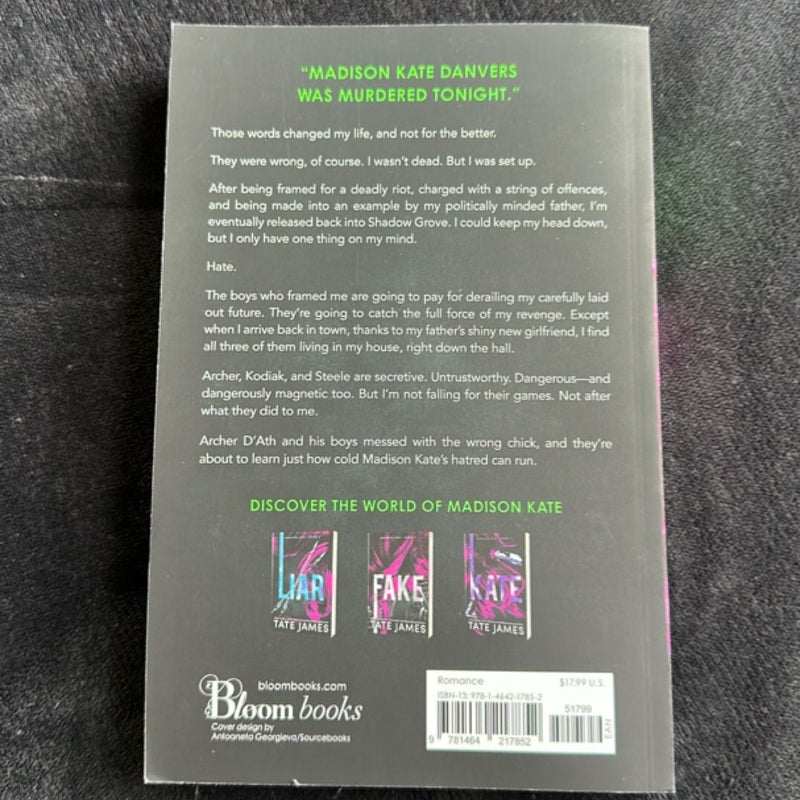 "MADISON KATE DANVERS
WAS MURDERED TONIGHT."
Those words changed my life, and not for the better.
They were wrong, of course. I wasn't dead. But I was set up.
After being framed for a deadly riot, charged with a string of offences,
and being made into an example by my politically minded father, I'm
eventually released back into Shadow Grove. I could keep my head down,
but I only have one thing on my mind.
Hate.
The boys who framed me are going to pay for derailing my carefully laid
out future. They're going to catch the full force of my revenge. Except
when I arrive back in town, thanks to my father's shiny new girlfriend, I find
all three of them living in my house, right down the hall.
Archer, Kodiak, and Steele are secretive. Untrustworthy. Dangerous—and
dangerously magnetic too. But I'm not falling for their games. Not after
what they did to me.
Archer D'Ath and his boys messed with the wrong chick, and they're
about to learn just how cold Madison Kate's hatred can run.
DISCOVER THE WORLD OF MADISON KATE
LIAR
TATE JAMES
FAKE
TATE JAMES
KATE
TATE JAMES
bloombooks.com
Bloom books
Cover design by
Antoaneta Georgieva/Sourcebooks
Romance
$17.99 U.S.
ISBN-13: 978-1-4642-1785-2
51799
EAN
9 781464 217852